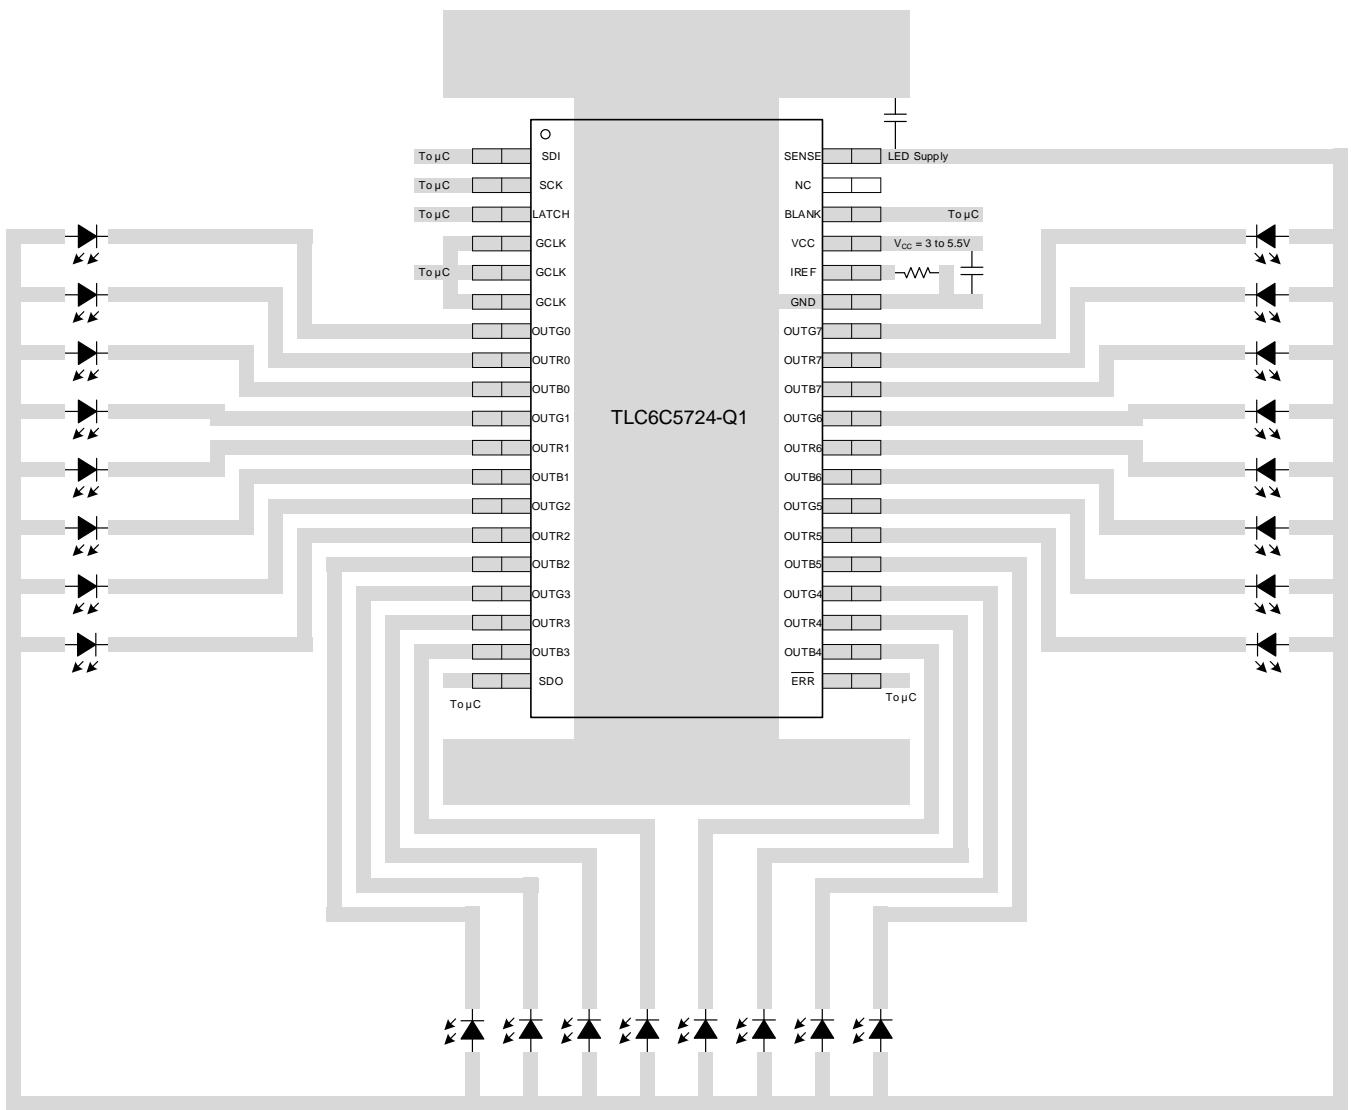 To µC SDI SENSE LED Supply
To µC SCK NC
To µC LATCH BLANK To µC
GCLK VCC VCC = 3 to 5.5V
To µC GCLK IREF
GCLK GND
OUTG0 OUTG7
OUTR0 OUTR7
OUTB0 OUTB7
OUTG1 TLC6C5724-Q1 OUTG6
OUTR1 OUTR6
OUTB1 OUTB6
OUTG2 OUTG5
OUTR2 OUTR5
OUTB2 OUTB5
OUTG3 OUTG4
OUTR3 OUTR4
OUTB3 OUTB4
SDO ERR
To µC To µC